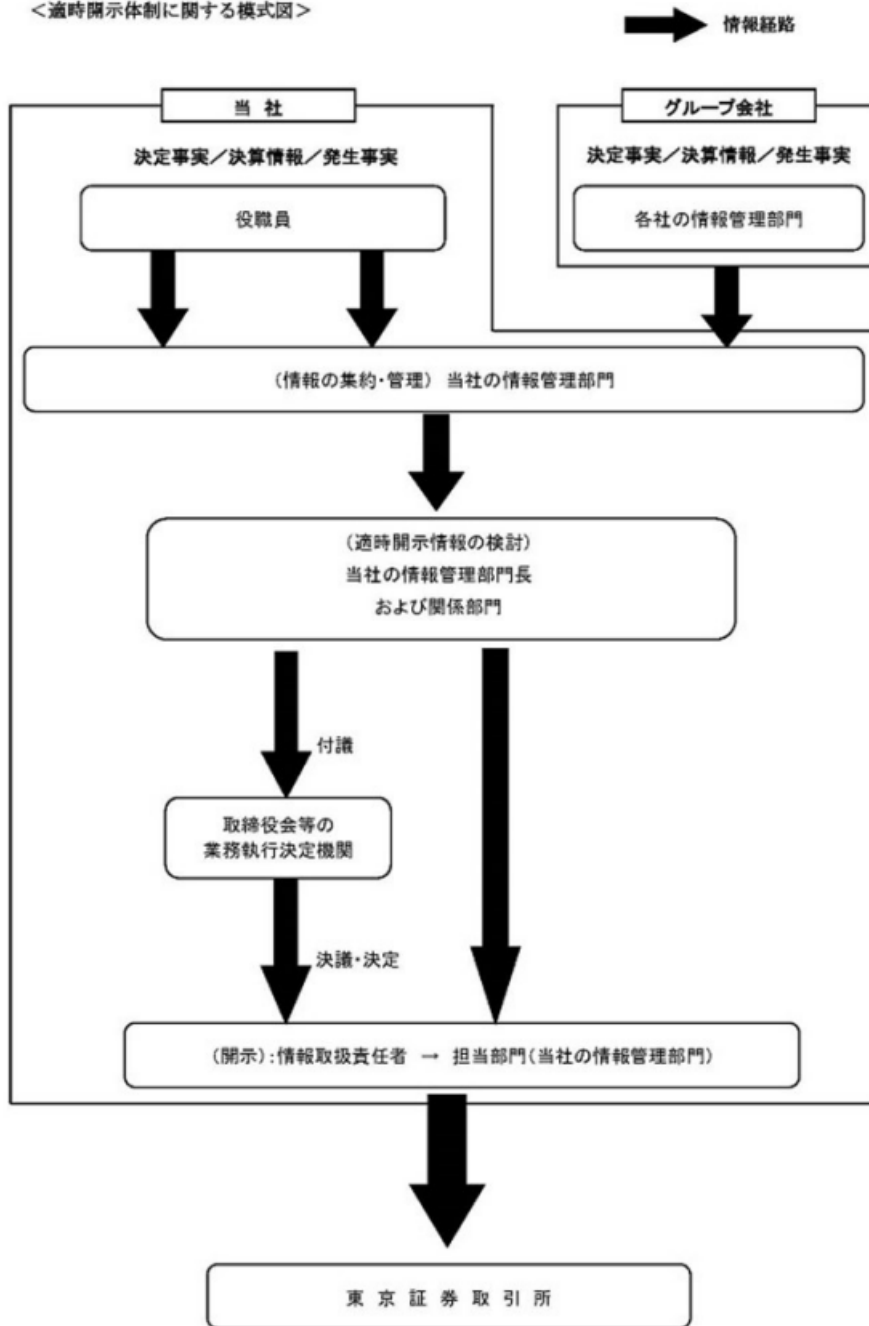 ＜適時開示体制に関する模式図＞
情報経路
当 社
グループ会社
決定事実／決算情報／発生事実
決定事実／決算情報／発生事実
役職員
各社の情報管理部門
(情報の集約・管理) 当社の情報管理部門
(適時開示情報の検討)
当社の情報管理部門長
および関係部門
付議
取締役会等の
業務執行決定機関
決議・決定
(開示):情報取扱責任者 → 担当部門(当社の情報管理部門)
東 京 証 券 取 引 所